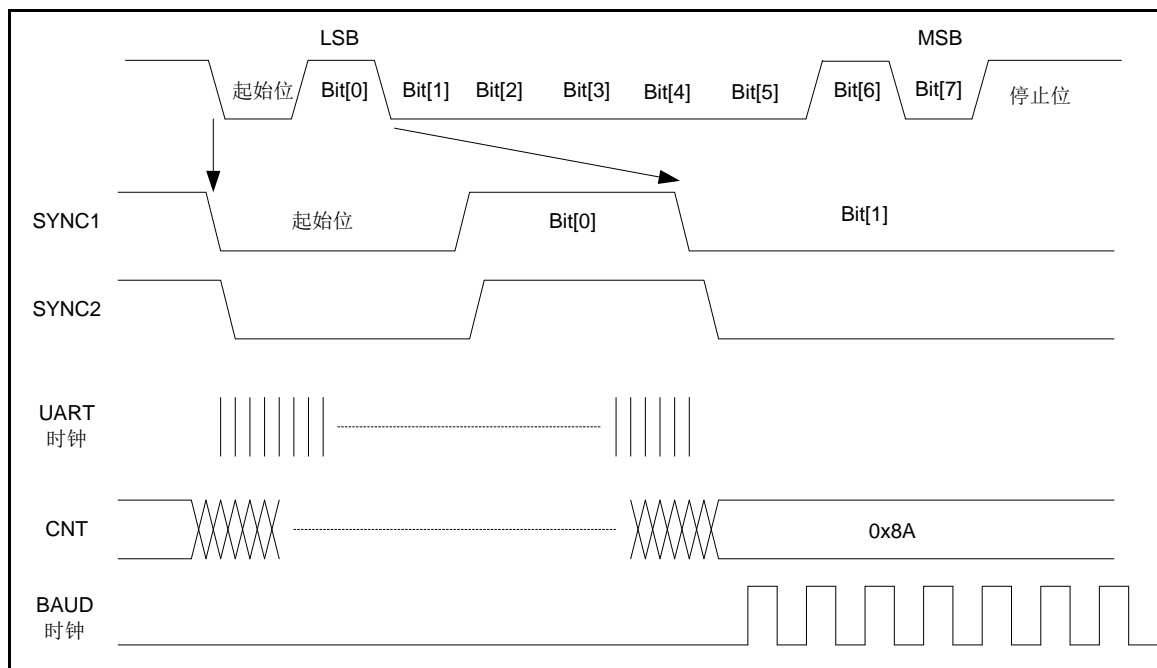 LSB MSB
起始位 Bit[0] Bit[1] Bit[2] Bit[3] Bit[4] Bit[5] Bit[6] Bit[7] 停止位
SYNC1 起始位 Bit[0] Bit[1]
SYNC2
UART
时钟
CNT 0x8A
BAUD
时钟